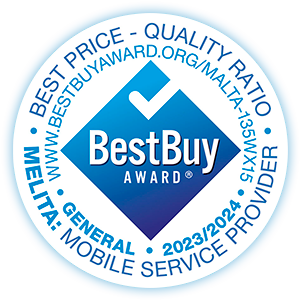 BEST PRICE - QUALITY RATIO •
WWW.BESTBUYAWARD.ORG/MALTA-135WX15
BestBuy
AWARD®
• GENERAL • 2023/2024 •
• MELITA: MOBILE SERVICE PROVIDER